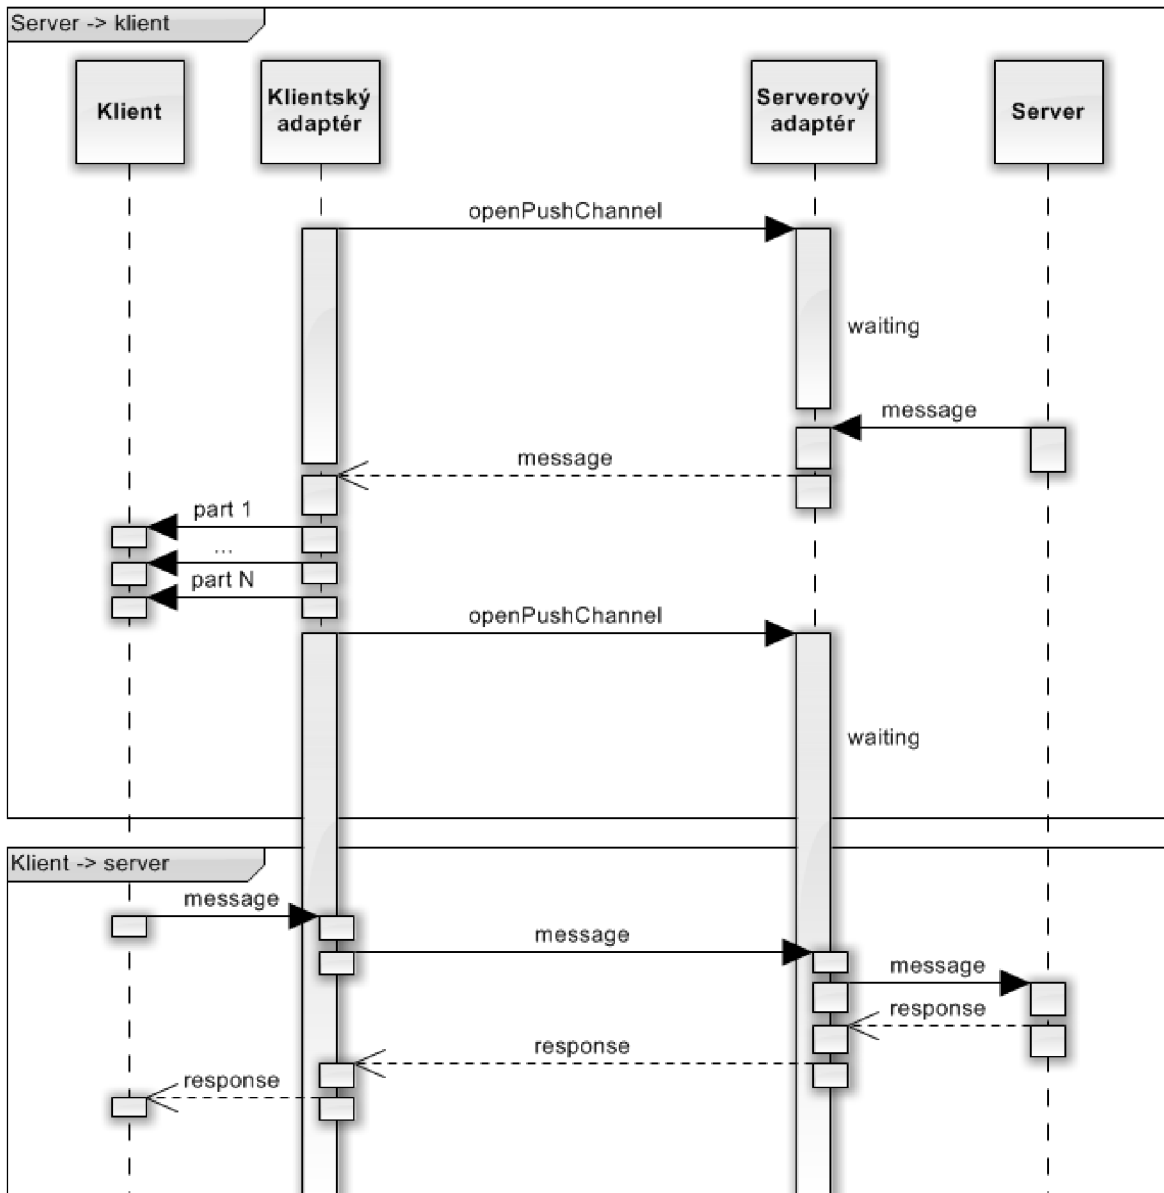 Server -> klient
Klient
Klientský
adaptér
Serverový
adaptér
Server
openPushChannel
waiting
message
message
part 1
...
part N
openPushChannel
waiting
Klient -> server
message
message
message
response
response
response